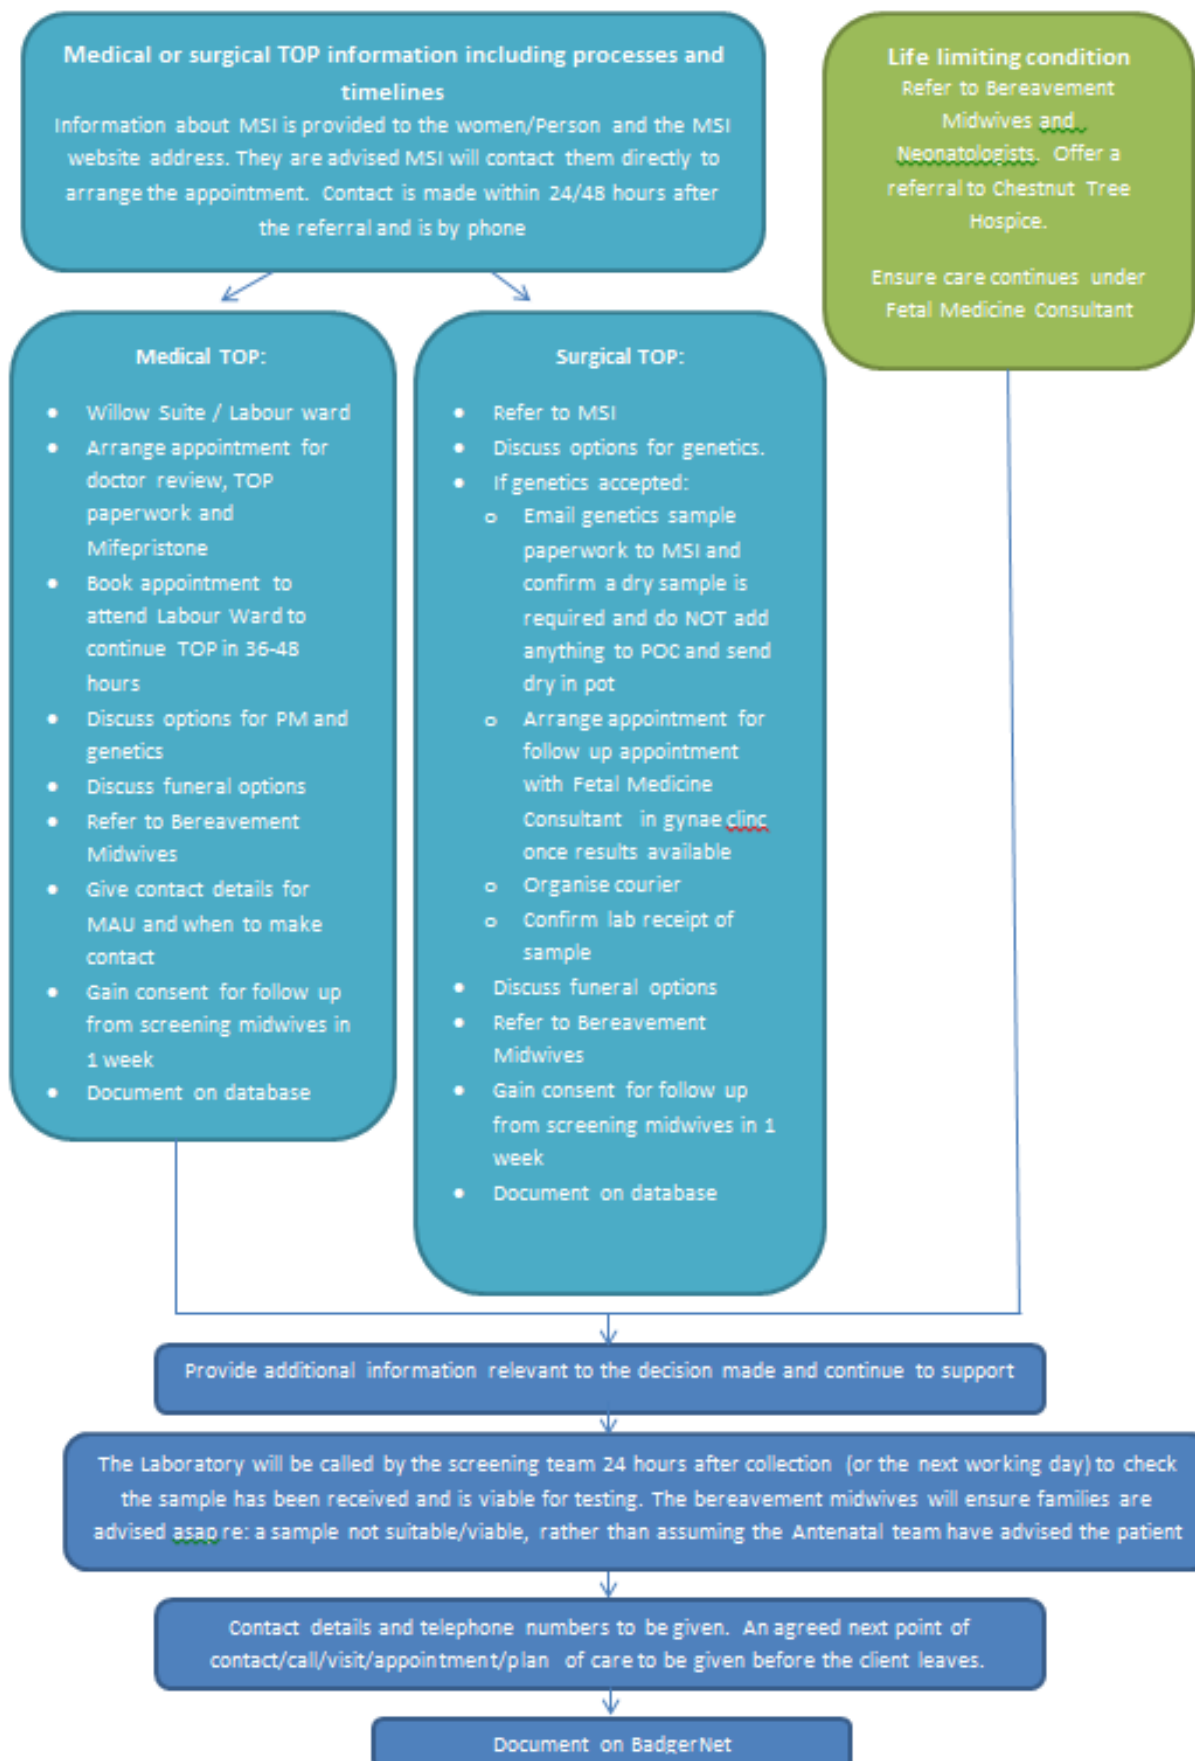 Medical or surgical TOP information including processes and
timelines
Information about MSI is provided to the women/Person and the MSI
website address. They are advised MSI will contact them directly to
arrange the appointment. Contact is made within 24/48 hours after
the referral and is by phone
Life limiting condition
Refer to Bereavement
Midwives and
Neonatologists. Offer a
referral to Chestnut Tree
Hospice.
Ensure care continues under
Fetal Medicine Consultant
Medical TOP:
• Willow Suite / Labour ward
• Arrange appointment for
doctor review, TOP
paperwork and
Mifepristone
• Book appointment to
attend Labour Ward to
continue TOP in 36-48
hours
• Discuss options for PM and
genetics
• Discuss funeral options
• Refer to Bereavement
Midwives
• Give contact details for
MAU and when to make
contact
• Gain consent for follow up
from screening midwives in
1 week
• Document on database
Surgical TOP:
• Refer to MSI
• Discuss options for genetics.
• If genetics accepted:
o Email genetics sample
paperwork to MSI and
confirm a dry sample is
required and do NOT add
anything to POC and send
dry in pot
o Arrange appointment for
follow up appointment
with Fetal Medicine
Consultant in gynae clinc
once results available
o Organise courier
o Confirm lab receipt of
sample
• Discuss funeral options
• Refer to Bereavement
Midwives
• Gain consent for follow up
from screening midwives in 1
week
• Document on database
Provide additional information relevant to the decision made and continue to support
The Laboratory will be called by the screening team 24 hours after collection (or the next working day) to check
the sample has been received and is viable for testing. The bereavement midwives will ensure families are
advised asap re: a sample not suitable/viable, rather than assuming the Antenatal team have advised the patient
Contact details and telephone numbers to be given. An agreed next point of
contact/call/visit/appointment/plan of care to be given before the client leaves.
Document on BadgerNet